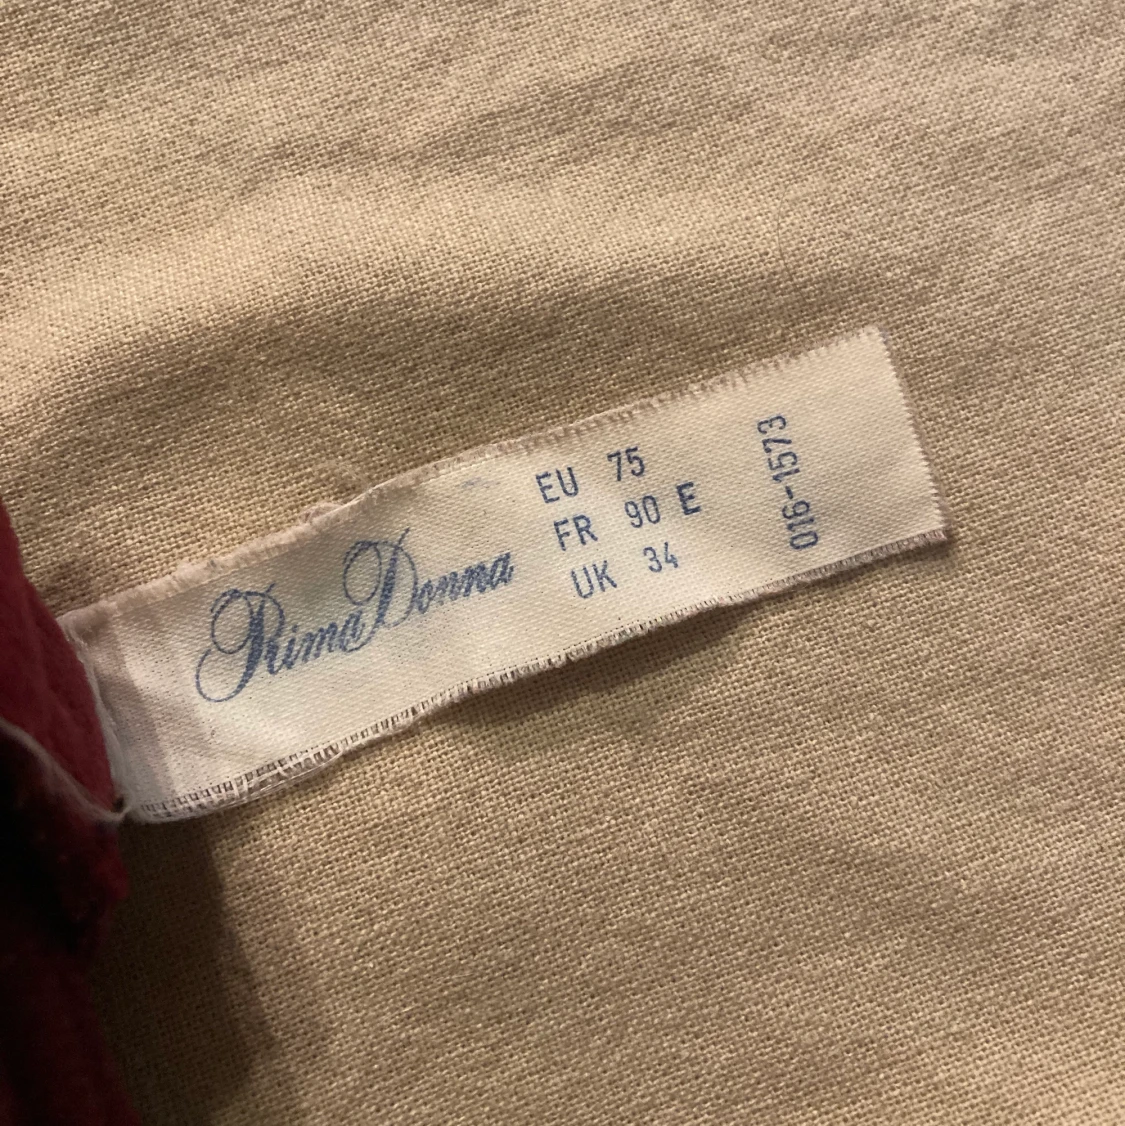 PrimaDonna
EU 75
FR 90 E
UK 34
016-1573